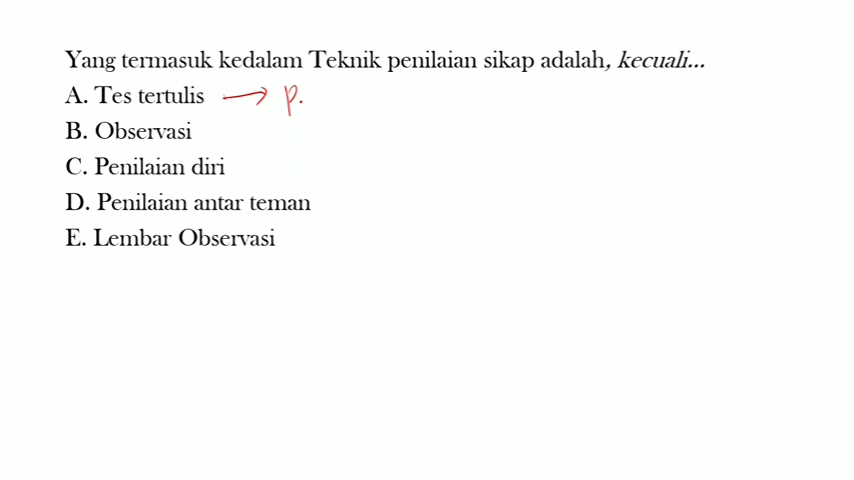 Yang termasuk kedalam Teknik penilaian sikap adalah, kecuali...
A. Tes tertulis → p.
B. Observasi
C. Penilaian diri
D. Penilaian antar teman
E. Lembar Observasi